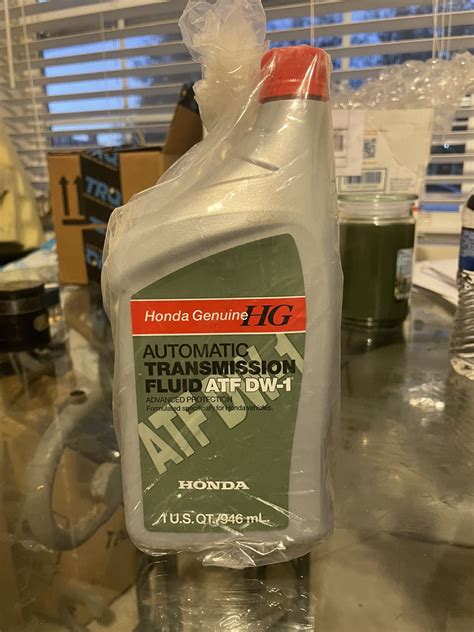 Honda Genuine HG
AUTOMATIC
TRANSMISSION
FLUID ATF DW-1
ADVANCED PROTECTION
Formulated specifically for Honda vehicles.
ATF DW-1
HONDA
1 U.S. QT./946 mL